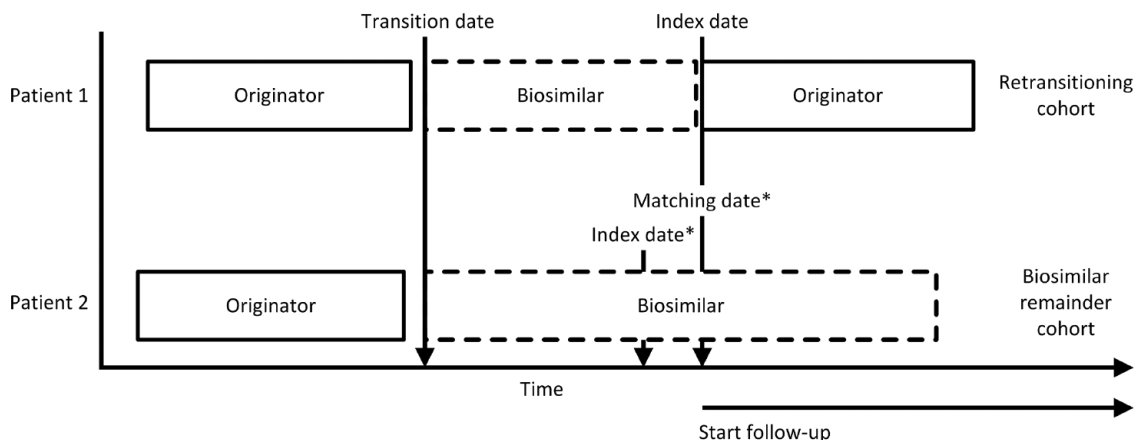 Transition date
Index date
Patient 1
Originator
Biosimilar
Originator
Retransitioning
cohort
Matching date*
Index date*
Patient 2
Originator
Biosimilar
Biosimilar
remainder
cohort
Time
Start follow-up